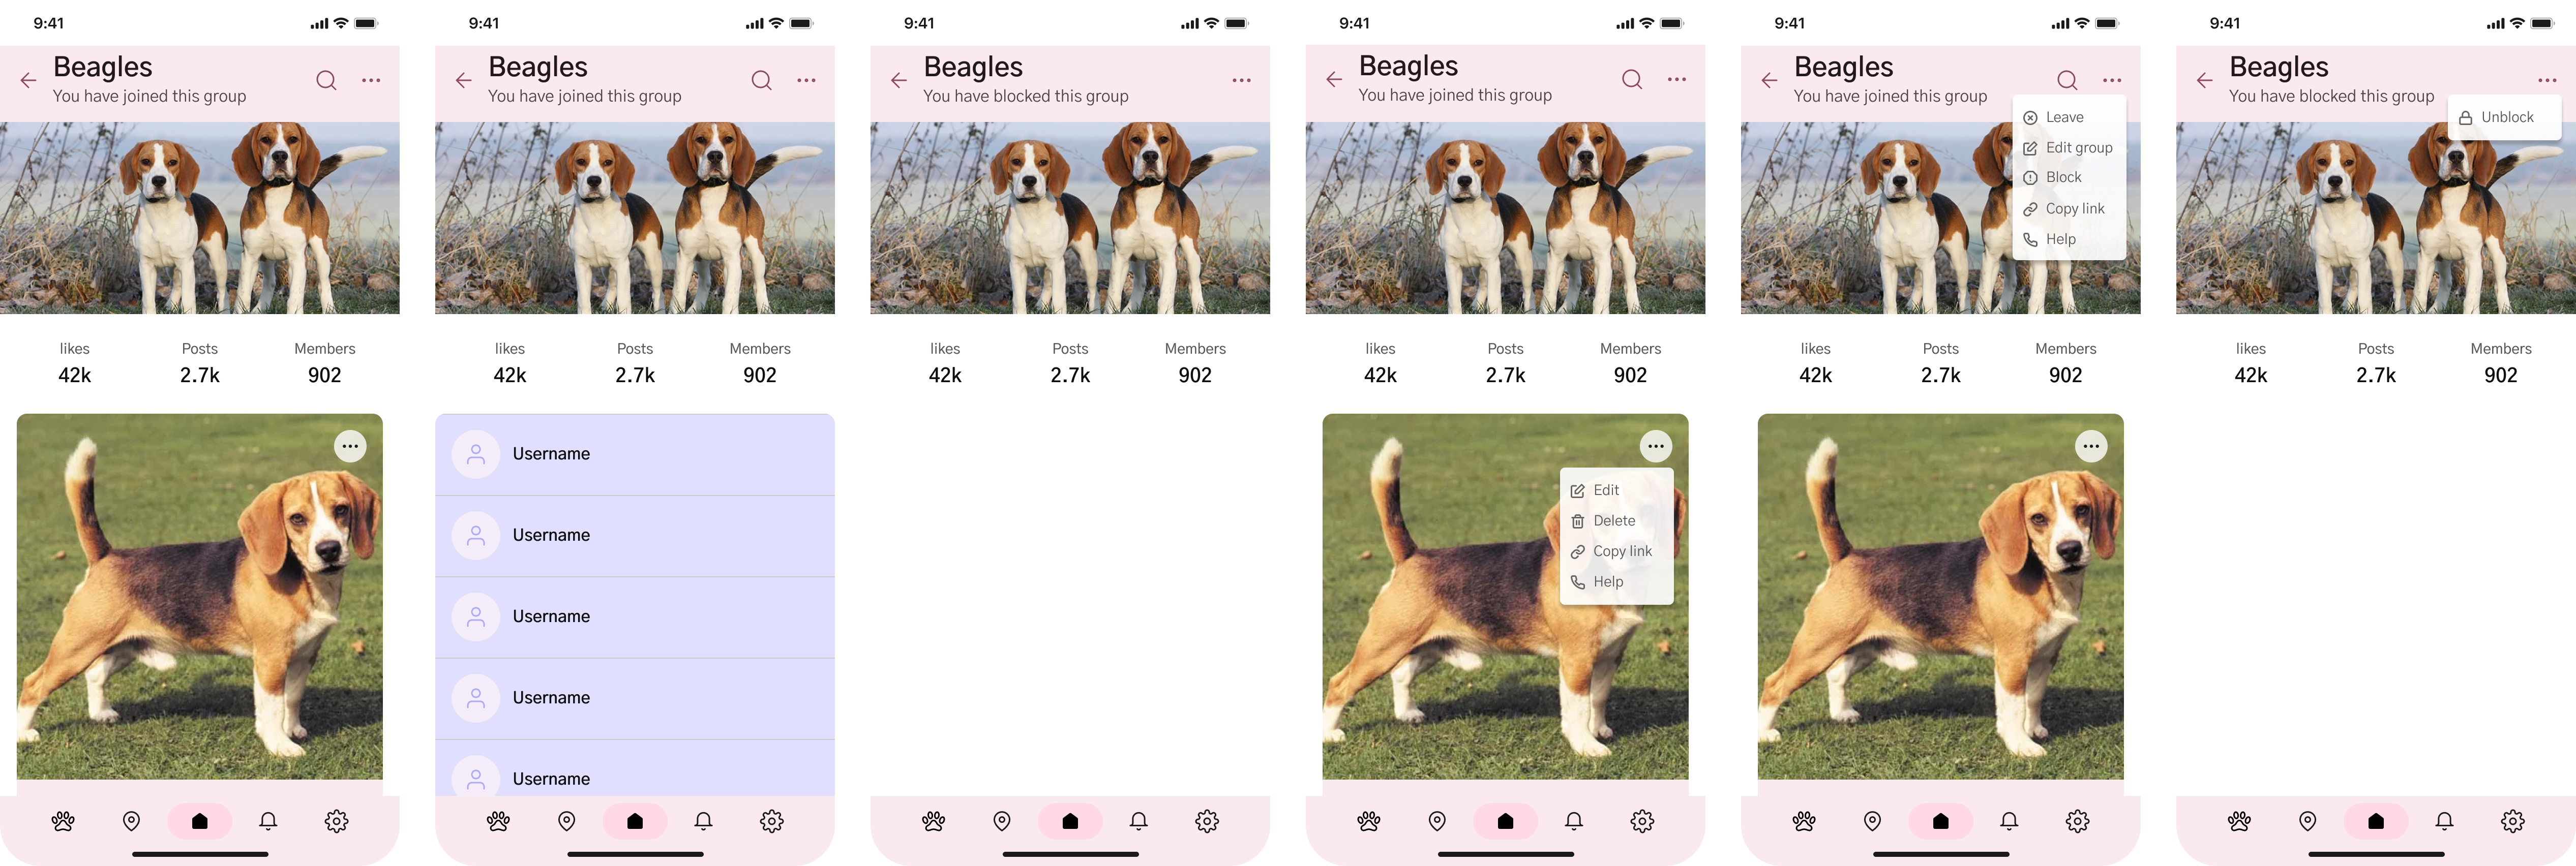 9:41
Beagles
You have joined this group
likes Posts Members
42k 2.7k 902
9:41
Beagles
You have joined this group
likes Posts Members
42k 2.7k 902
Username
Username
Username
Username
Username
9:41
Beagles
You have blocked this group
likes Posts Members
42k 2.7k 902
9:41
Beagles
You have joined this group
likes Posts Members
42k 2.7k 902
Edit
Delete
Copy link
Help
9:41
Beagles
You have joined this group
Leave
Edit group
Block
Copy link
Help
likes Posts Members
42k 2.7k 902
9:41
Beagles
You have blocked this group
Unblock
likes Posts Members
42k 2.7k 902